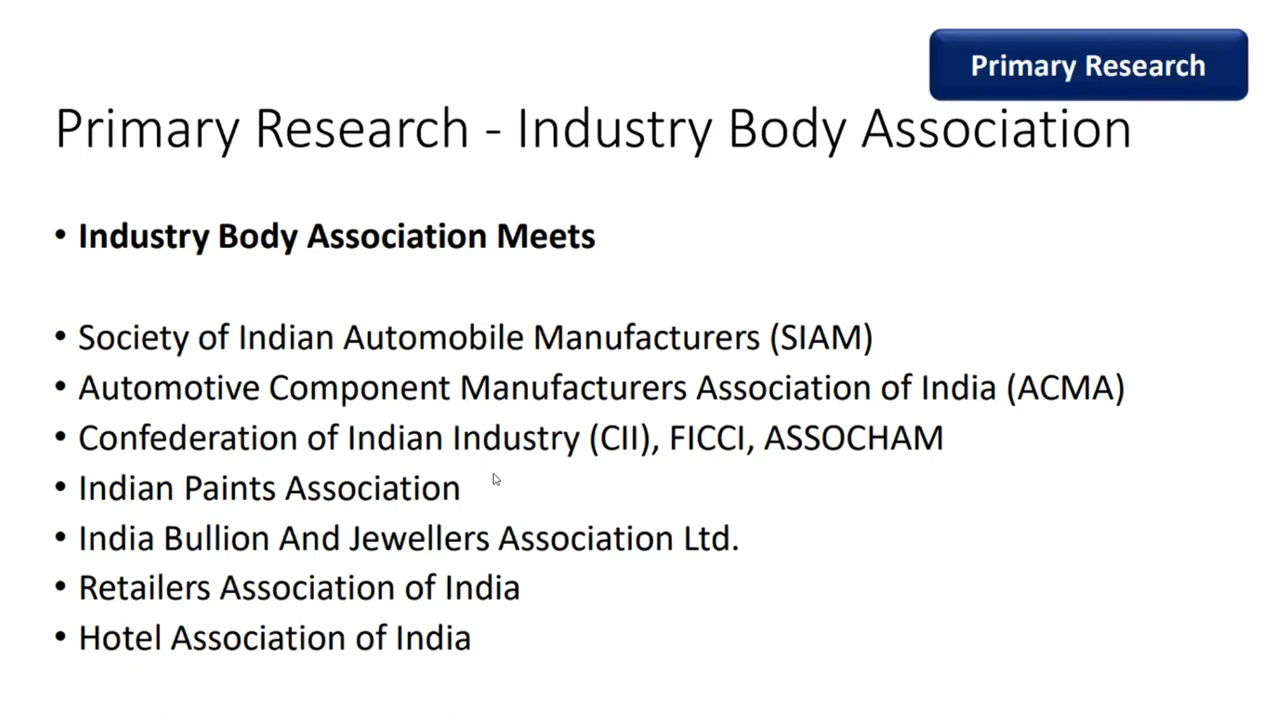 Primary Research
Primary Research - Industry Body Association
• Industry Body Association Meets
• Society of Indian Automobile Manufacturers (SIAM)
• Automotive Component Manufacturers Association of India (ACMA)
• Confederation of Indian Industry (CII), FICCI, ASSOCHAM
• Indian Paints Association
• India Bullion And Jewellers Association Ltd.
• Retailers Association of India
• Hotel Association of India